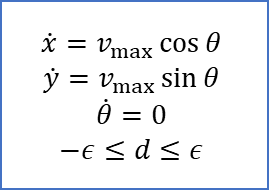 ẋ = v_max cos θ
ẏ = v_max sin θ
θ̇ = 0
−ϵ ≤ d ≤ ϵ